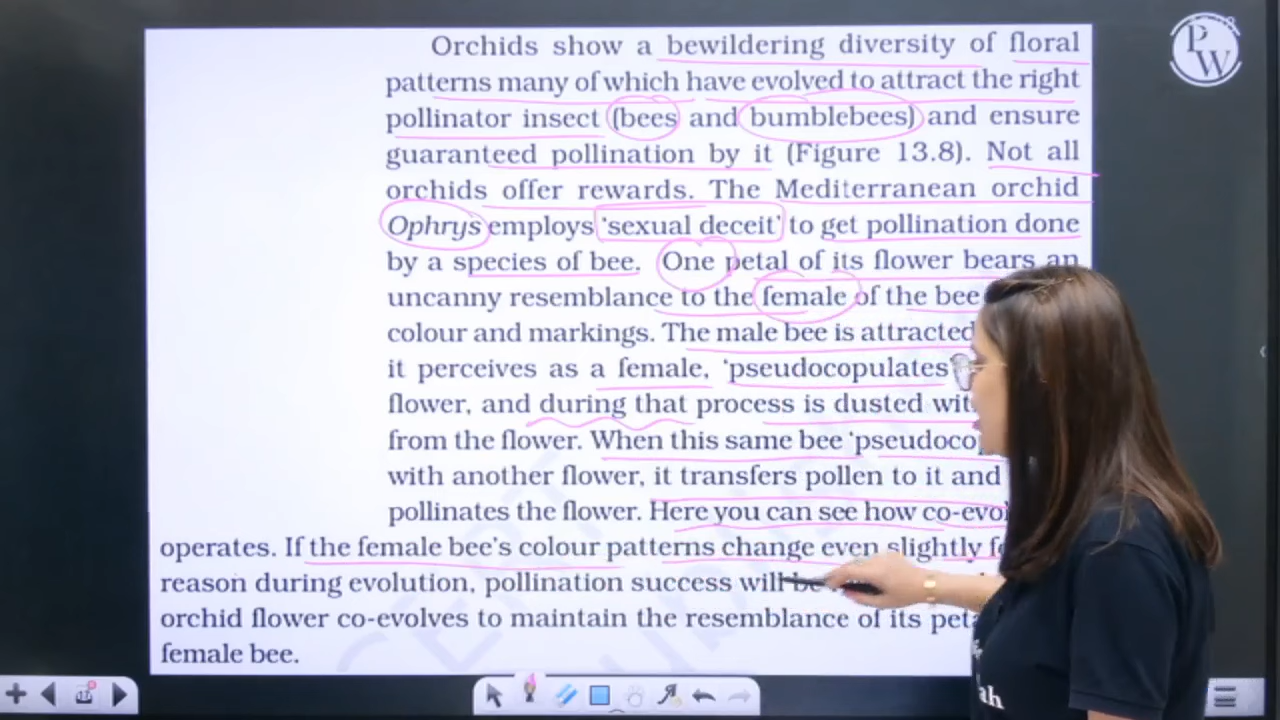 Orchids show a bewildering diversity of floral
patterns many of which have evolved to attract the right
pollinator insect (bees and bumblebees) and ensure
guaranteed pollination by it (Figure 13.8). Not all
orchids offer rewards. The Mediterranean orchid
Ophrys employs 'sexual deceit' to get pollination done
by a species of bee. One petal of its flower bears an
uncanny resemblance to the female of the bee
colour and markings. The male bee is attracted
it perceives as a female, 'pseudocopulates'
flower, and during that process is dusted
from the flower. When this same bee
with another flower, it transfers pollen to it and
pollinates the flower. Here you can see how
operates. If the female bee's colour patterns change even slightly
reason during evolution, pollination success will be
orchid flower co-evolves to maintain the resemblance of its
female bee.
PW
17